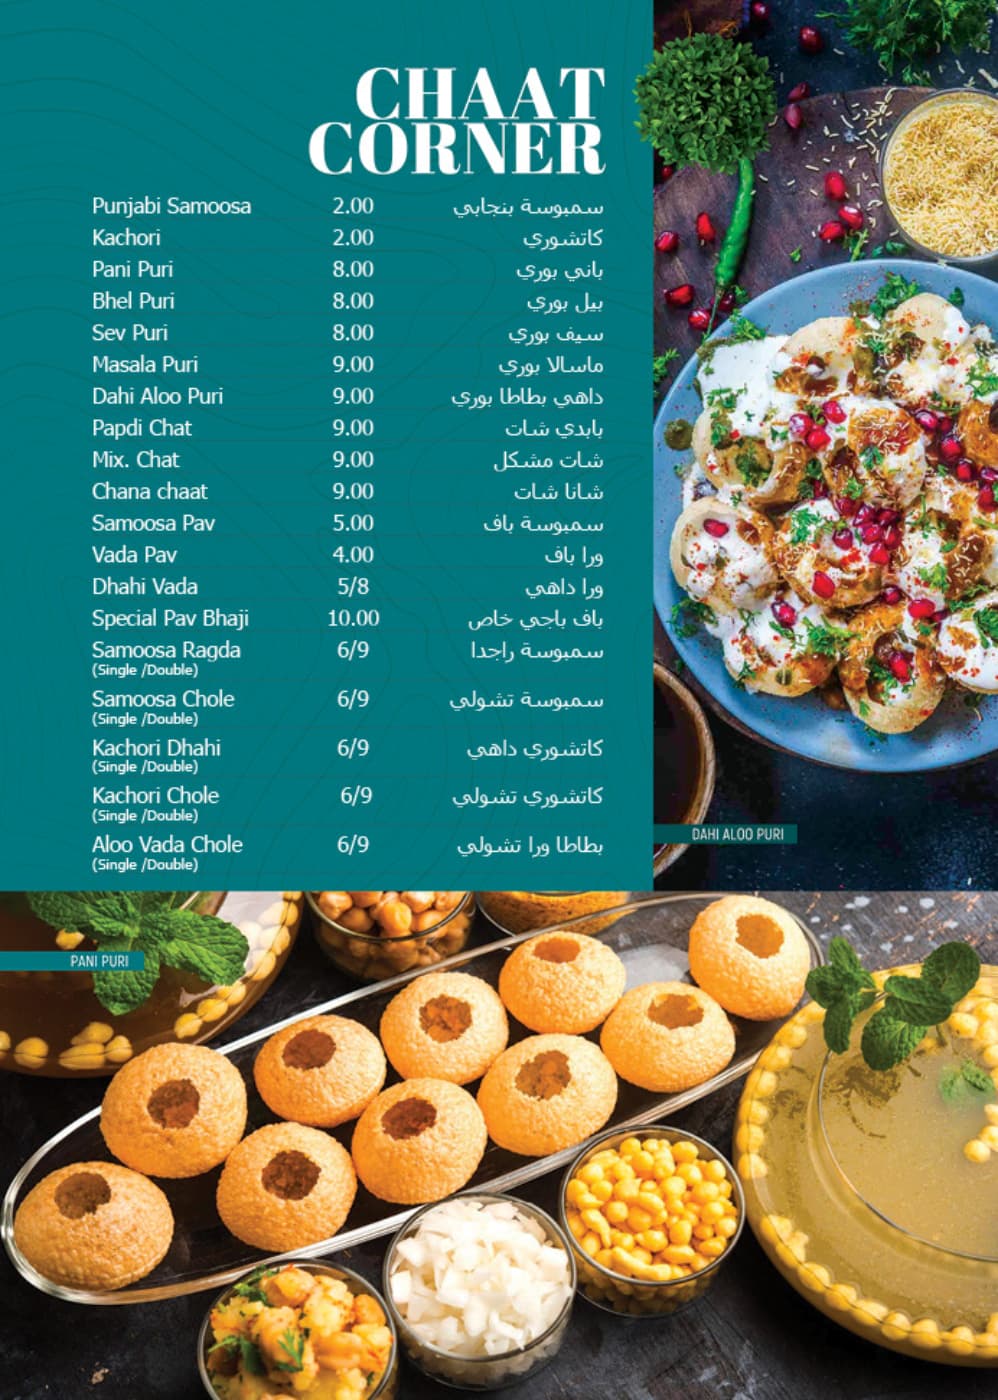 CHAAT
CORNER
Punjabi Samoosa 2.00 سمبوسة بنجابي
Kachori 2.00 كاتشوري
Pani Puri 8.00 باني بوري
Bhel Puri 8.00 بيل بوري
Sev Puri 8.00 سيف بوري
Masala Puri 9.00 ماسالا بوري
Dahi Aloo Puri 9.00 داهي بطاطا بوري
Papdi Chat 9.00 بابدي شات
Mix. Chat 9.00 شات مشكل
Chana chaat 9.00 شانا شات
Samoosa Pav 5.00 سمبوسة باف
Vada Pav 4.00 ورا باف
Dhahi Vada 5/8 ورا داهي
Special Pav Bhaji 10.00 باف باجي خاص
Samoosa Ragda 6/9 سمبوسة راجدا
(Single /Double)
Samoosa Chole 6/9 سمبوسة تشولي
(Single /Double)
Kachori Dhahi 6/9 كاتشوري داهي
(Single /Double)
Kachori Chole 6/9 كاتشوري تشولي
(Single /Double)
Aloo Vada Chole 6/9 بطاطا ورا تشولي
(Single /Double)
DAHI ALOO PURI
PANI PURI